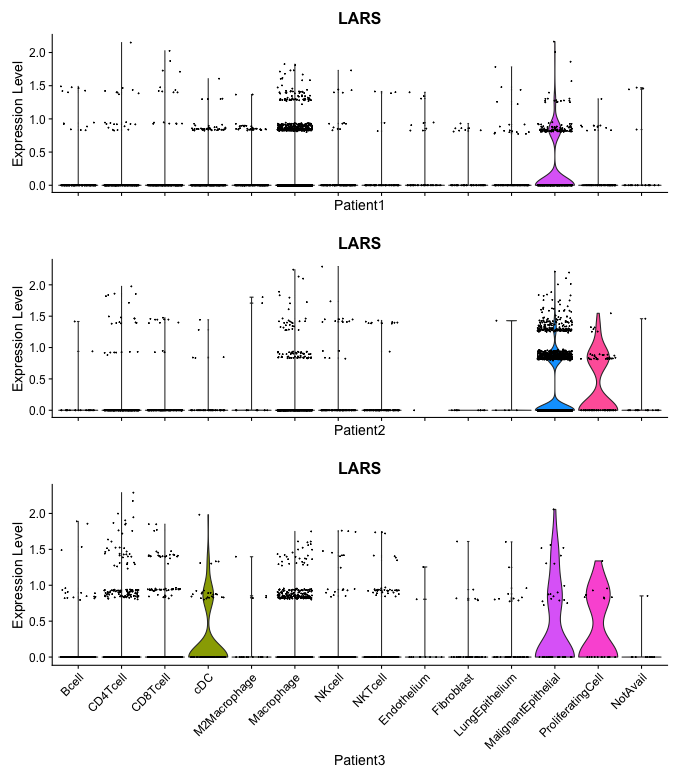 LARS
Expression Level
2.0
1.5
1.0
0.5
0.0
Patient1
LARS
Expression Level
2.0
1.5
1.0
0.5
0.0
Patient2
LARS
Expression Level
2.0
1.5
1.0
0.5
0.0
Bcell
CD4Tcell
CD8Tcell
cDC
M2Macrophage
Macrophage
NKcell
NKTcell
Endothelium
Fibroblast
LungEpithelium
MalignantEpithelial
ProliferatingCell
NotAvail
Patient3